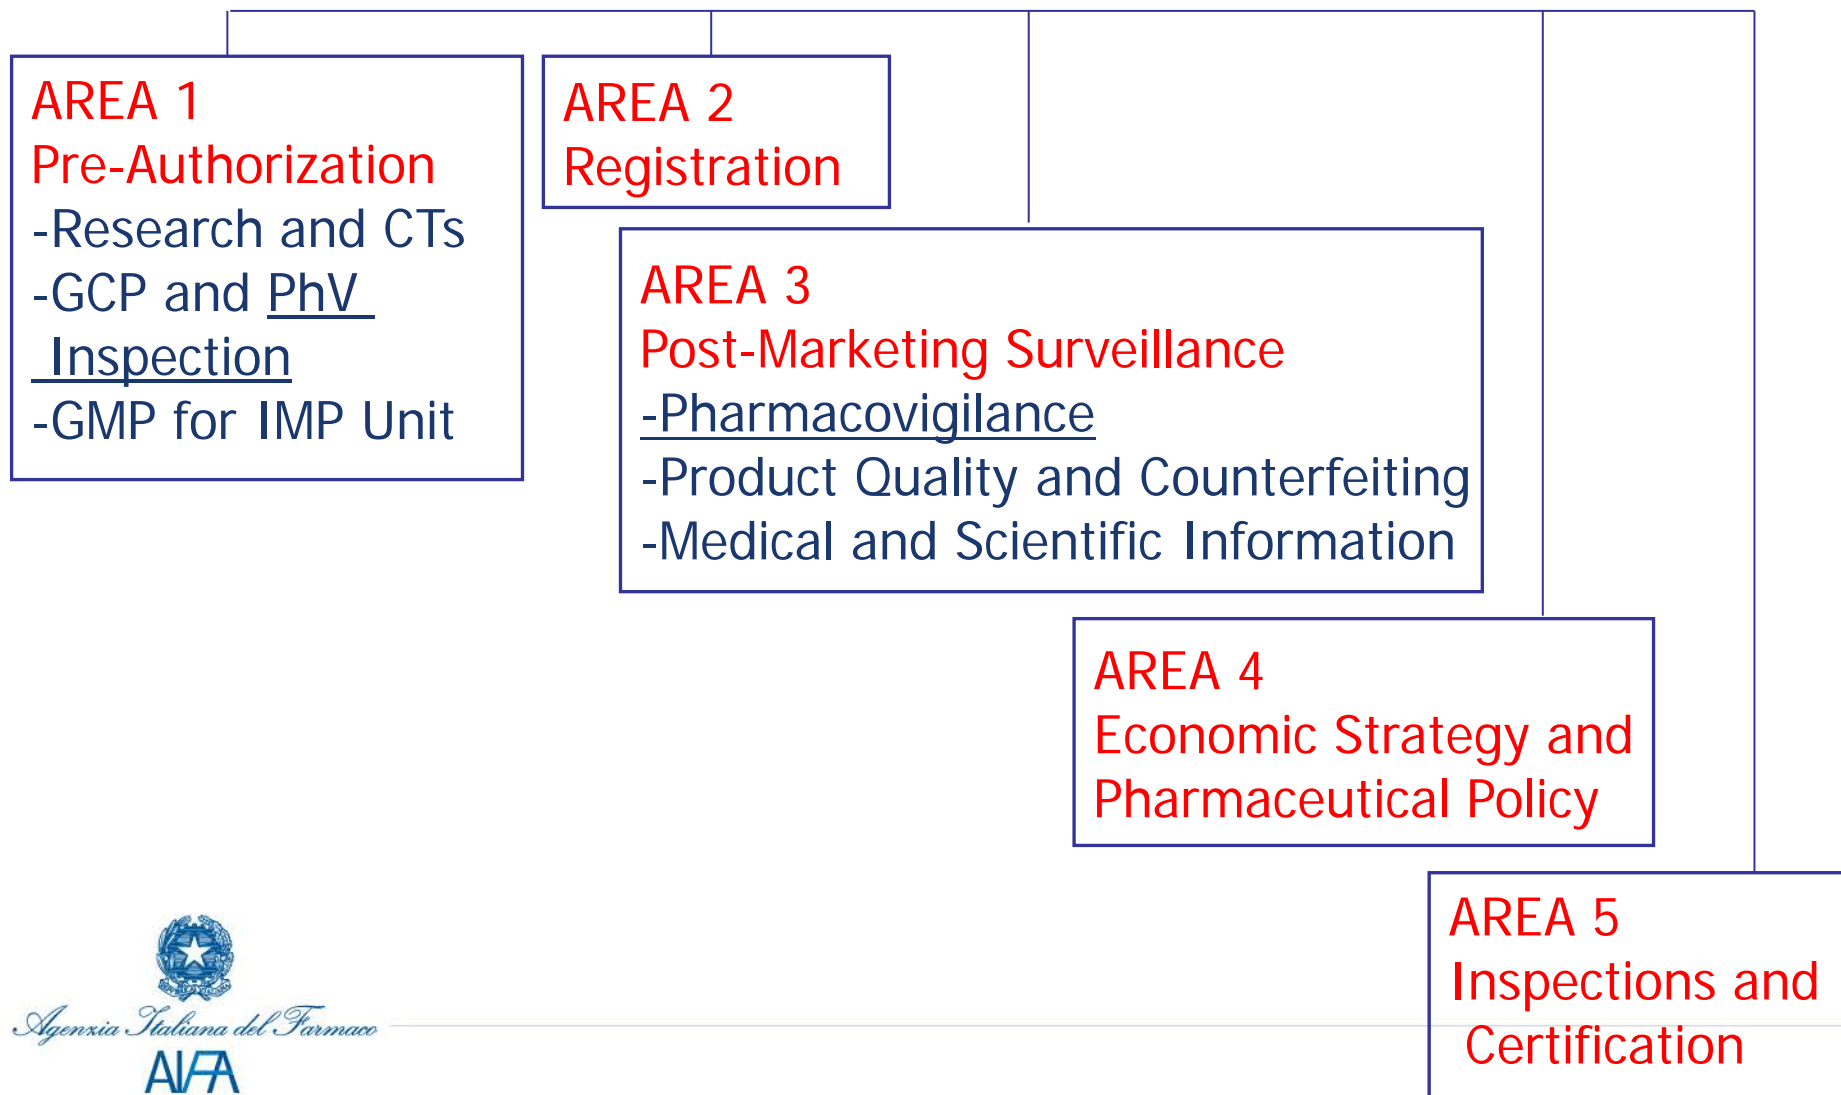 AREA 1
Pre-Authorization
-Research and CTs
-GCP and PhV
Inspection
-GMP for IMP Unit
AREA 2
Registration
AREA 3
Post-Marketing Surveillance
-Pharmacovigilance
-Product Quality and Counterfeiting
-Medical and Scientific Information
AREA 4
Economic Strategy and
Pharmaceutical Policy
AREA 5
Inspections and
Certification
Agenzia Italiana del Farmaco
AIFA